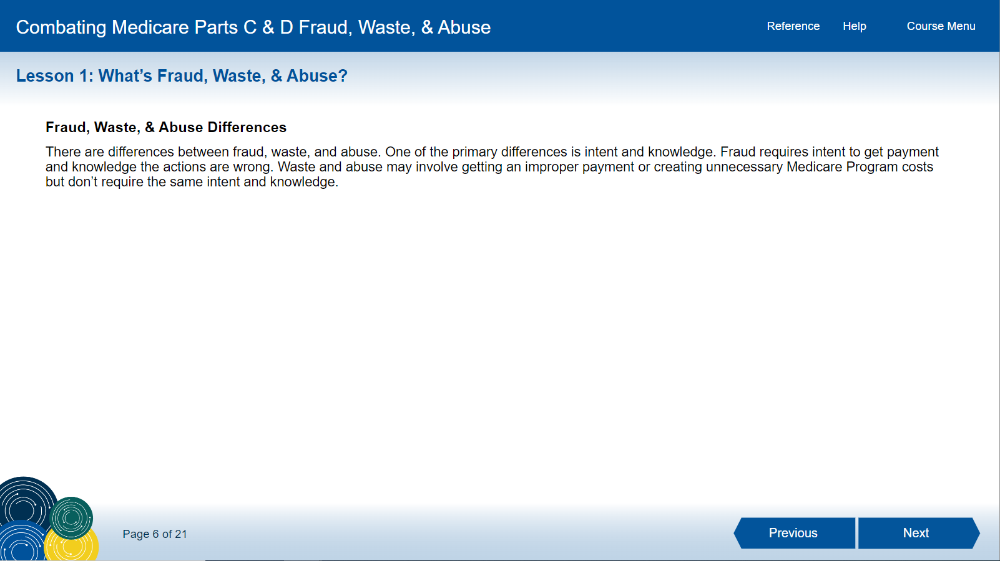 Combating Medicare Parts C & D Fraud, Waste, & Abuse
Reference Help Course Menu
Lesson 1: What’s Fraud, Waste, & Abuse?
Fraud, Waste, & Abuse Differences
There are differences between fraud, waste, and abuse. One of the primary differences is intent and knowledge. Fraud requires intent to get payment
and knowledge the actions are wrong. Waste and abuse may involve getting an improper payment or creating unnecessary Medicare Program costs
but don’t require the same intent and knowledge.
Page 6 of 21
Previous Next